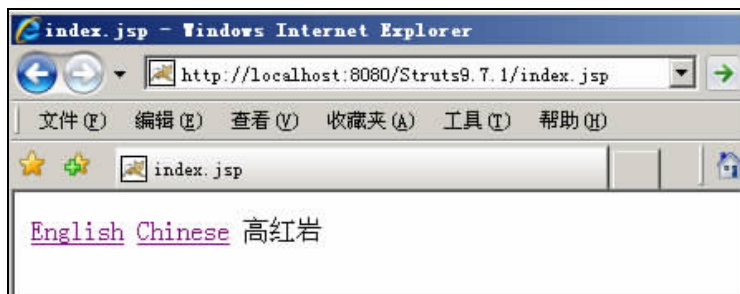 index.jsp - Windows Internet Explorer
http://localhost:8080/Struts9.7.1/index.jsp
文件(F) 编辑(E) 查看(V) 收藏夹(A) 工具(T) 帮助(H)
index.jsp
English Chinese 高红岩